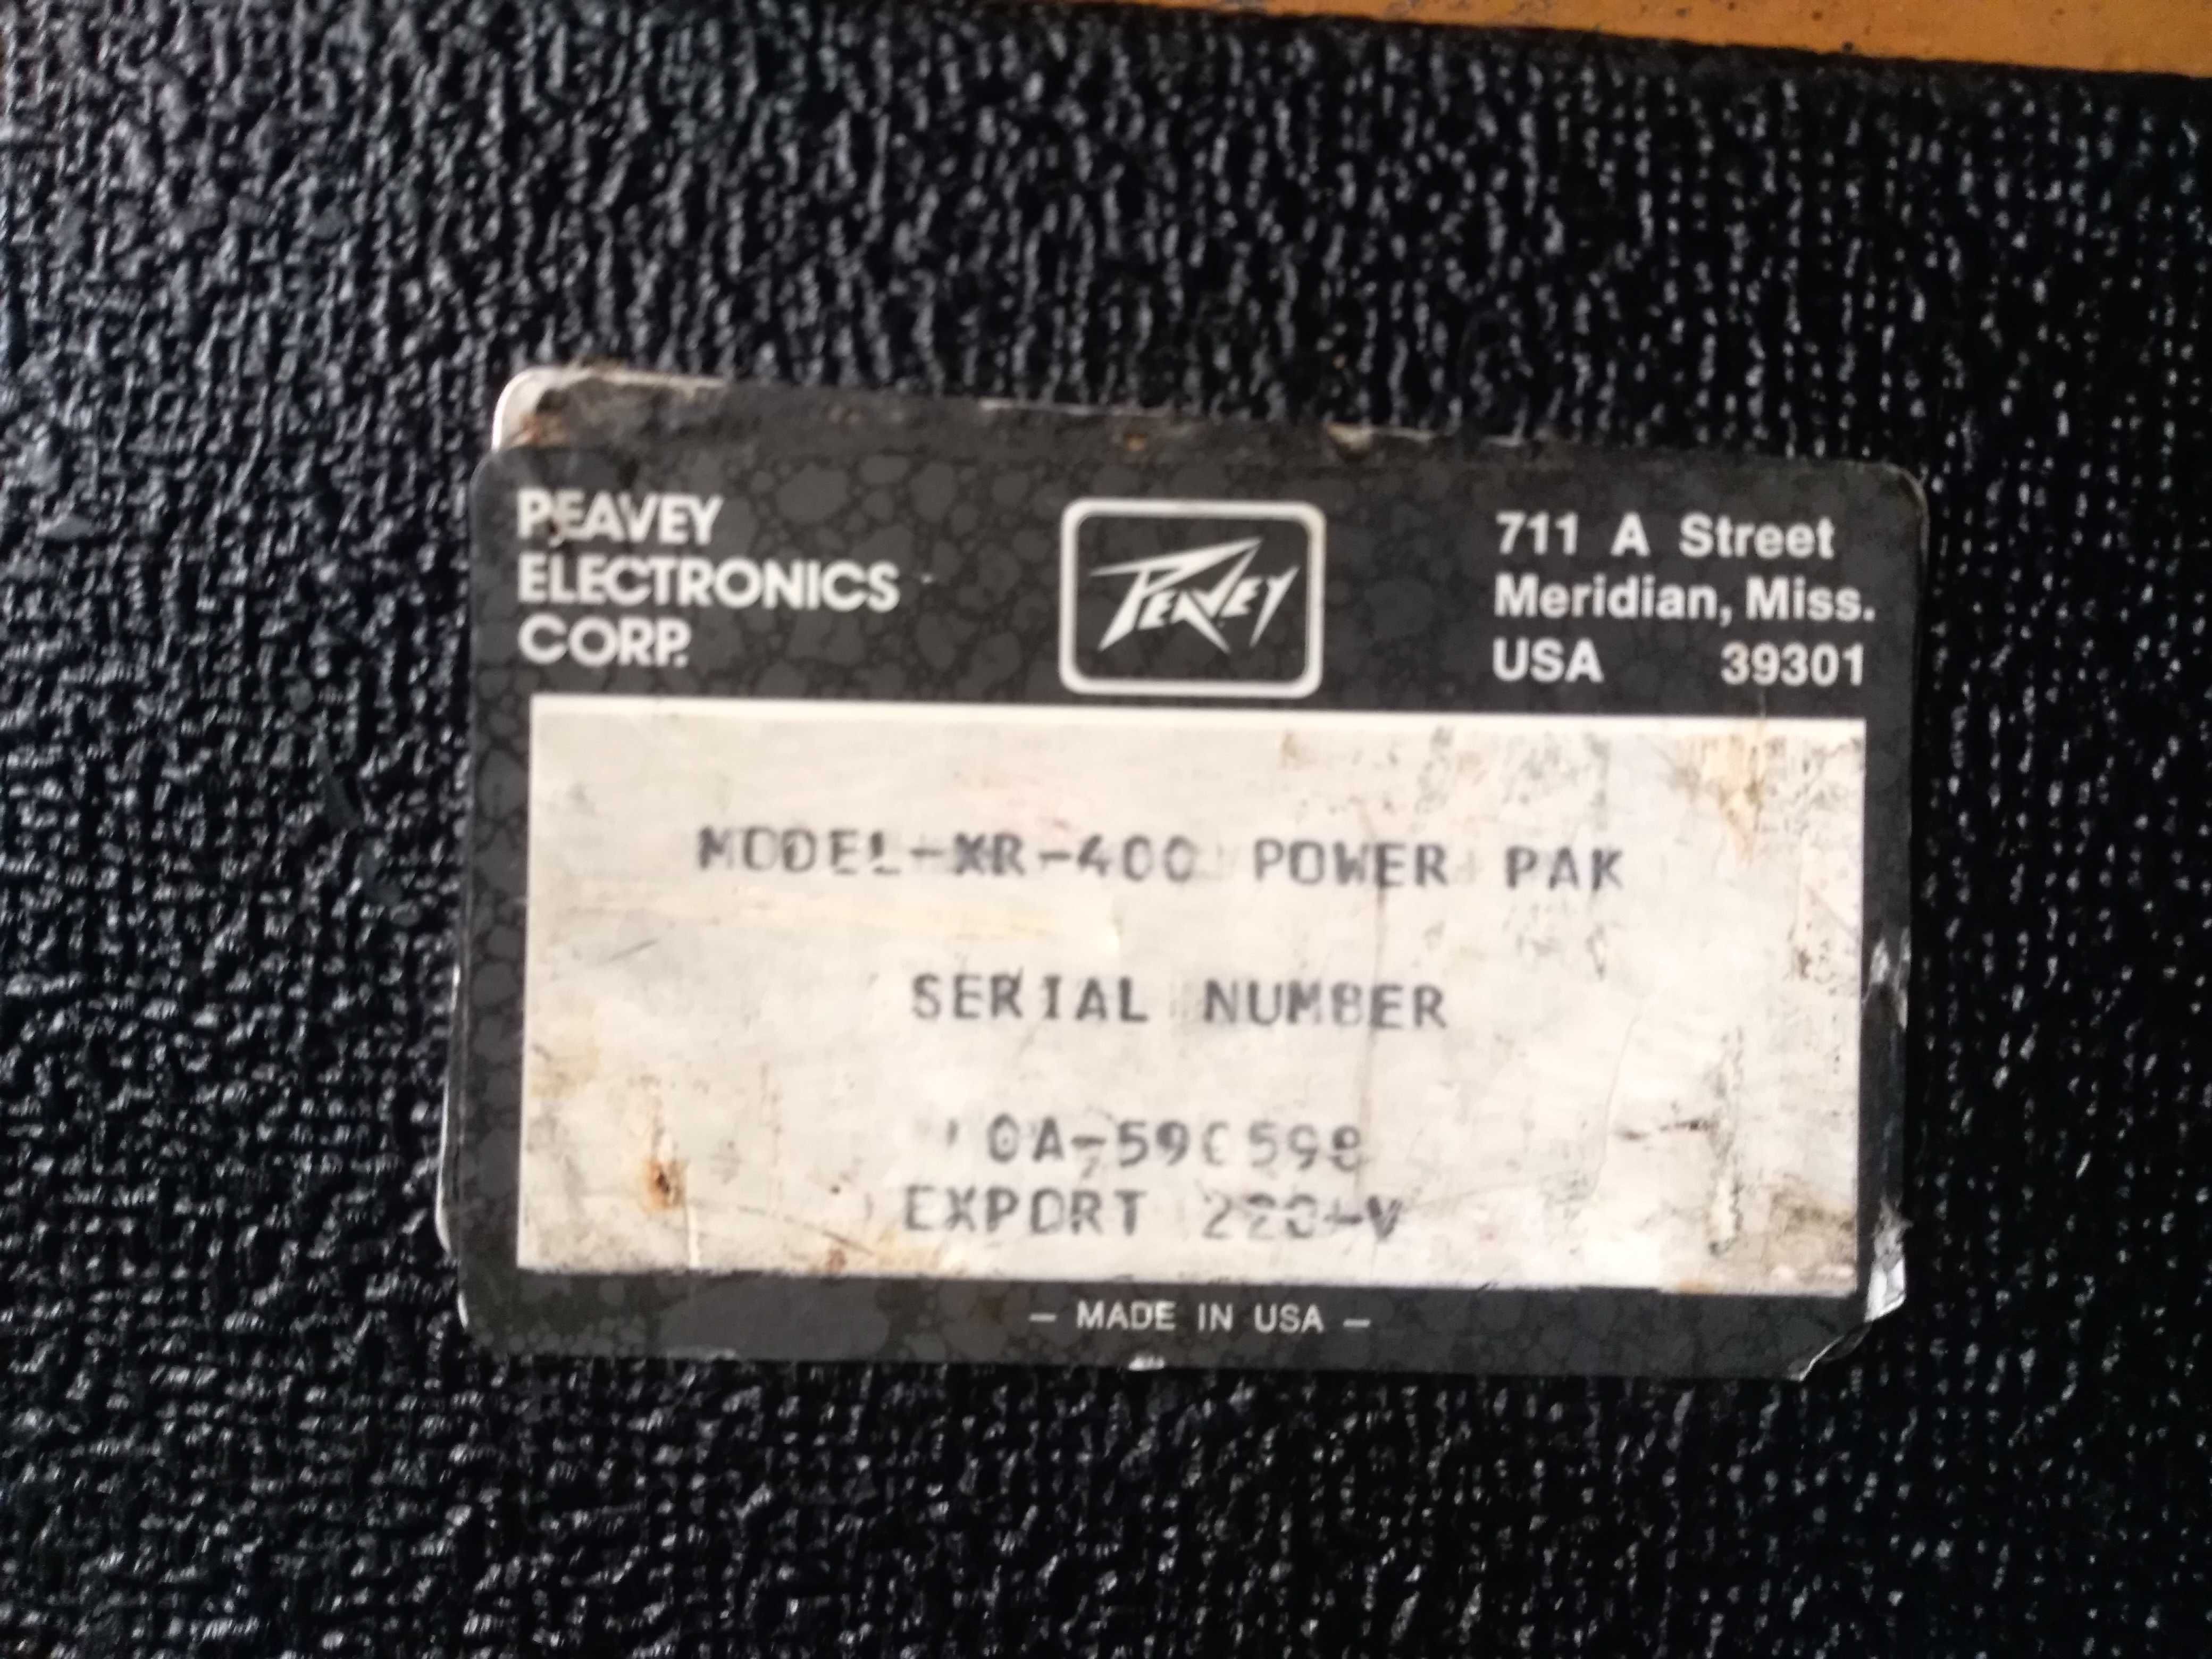 PEAVEY
ELECTRONICS
CORP.
PEAVEY
711 A Street
Meridian, Miss.
USA 39301
MODEL-XR-400 POWER PAK
SERIAL NUMBER
EXPORT 220-V
— MADE IN USA —